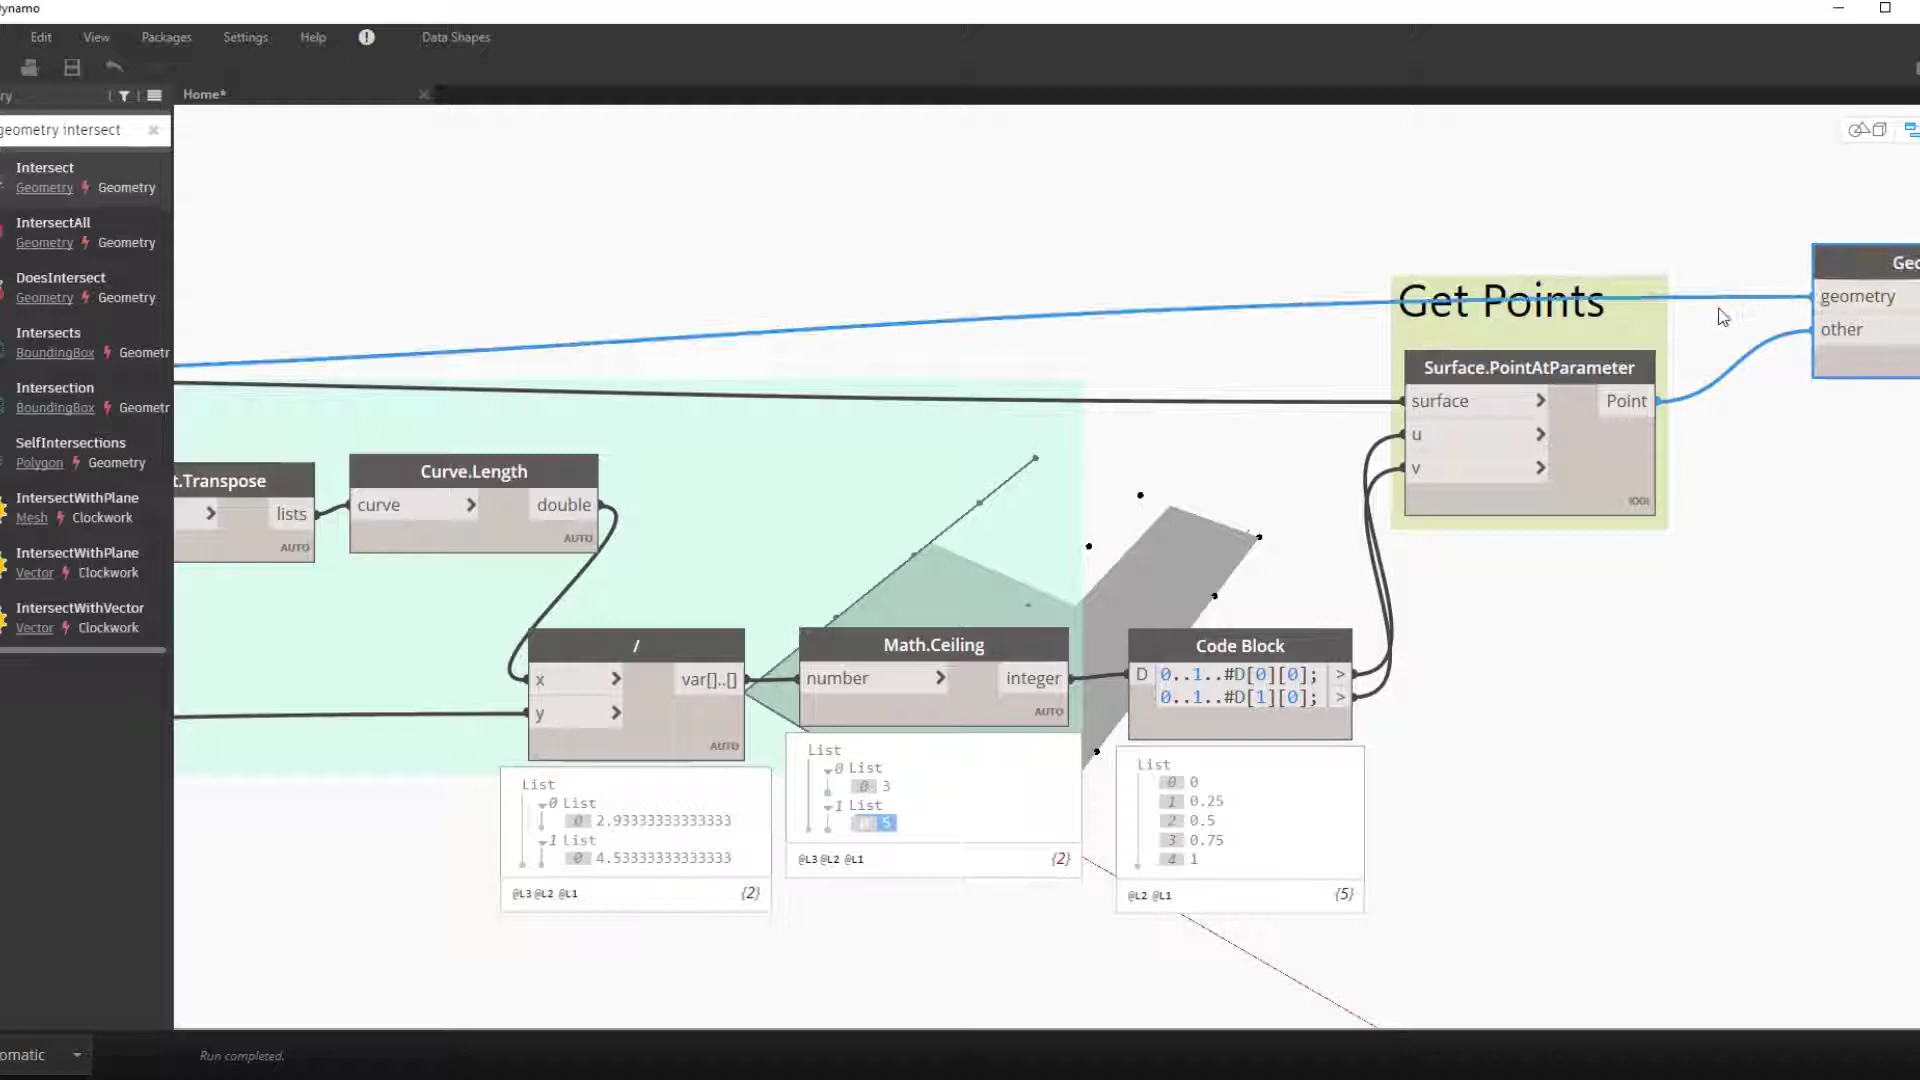 ynamo
Edit View Packages Settings Help ! Data Shapes
ry
Home*
geometry intersect
Intersect
Geometry Geometry
IntersectAll
Geometry Geometry
DoesIntersect
Geometry Geometry
Intersects
BoundingBox Geometr
Intersection
BoundingBox Geometr
SelfIntersections
Polygon Geometry
IntersectWithPlane
Mesh Clockwork
IntersectWithPlane
Vector Clockwork
IntersectWithVector
Vector Clockwork
t.Transpose
> lists
AUTO
Curve.Length
curve > double
AUTO
/
x > var[]..[]
y >
AUTO
List
0 List
0 2.93333333333333
1 List
0 4.53333333333333
@L3 @L2 @L1 {2}
Math.Ceiling
number > integer
AUTO
List
0 List
0 3
1 List
0 5
@L3 @L2 @L1 {2}
Code Block
D 0..1..#D[0][0]; >
0..1..#D[1][0]; >
List
0 0
1 0.25
2 0.5
3 0.75
4 1
@L2 @L1 {5}
Get Points
Surface.PointAtParameter
surface > Point
u >
v >
Geo
geometry
other
omatic
Run completed.